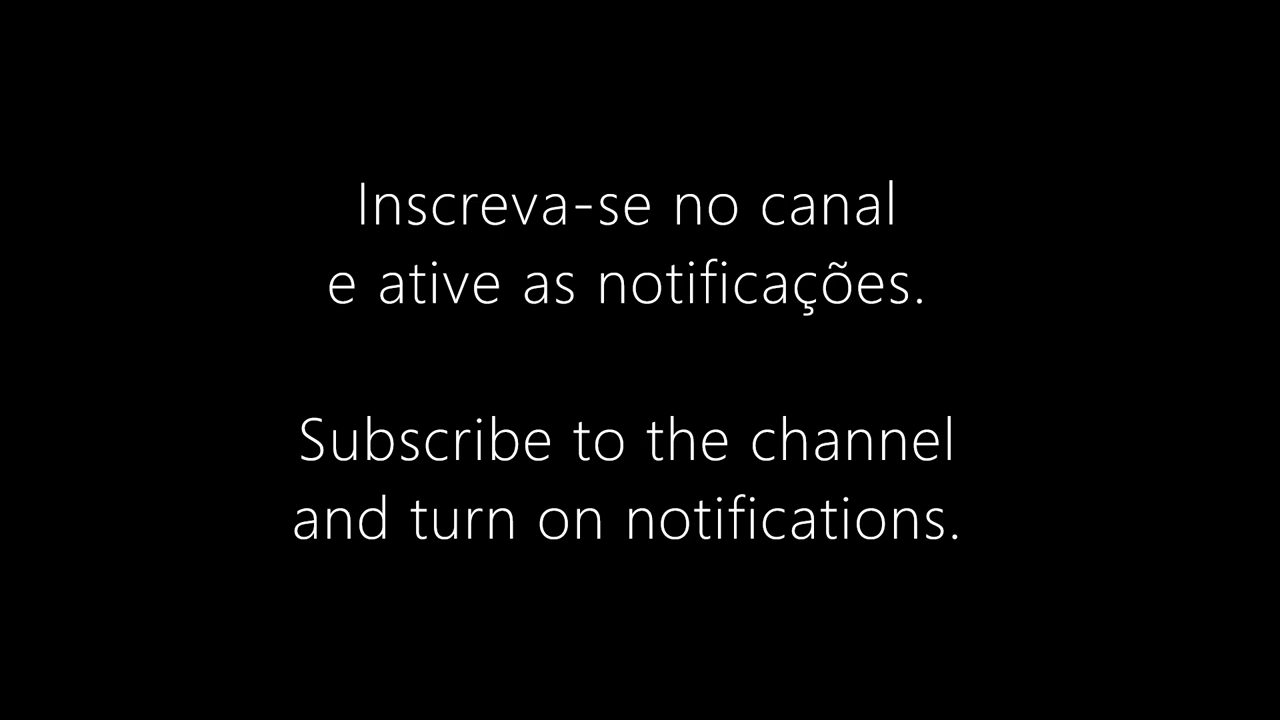 Inscreva-se no canal
e ative as notificações.
Subscribe to the channel
and turn on notifications.